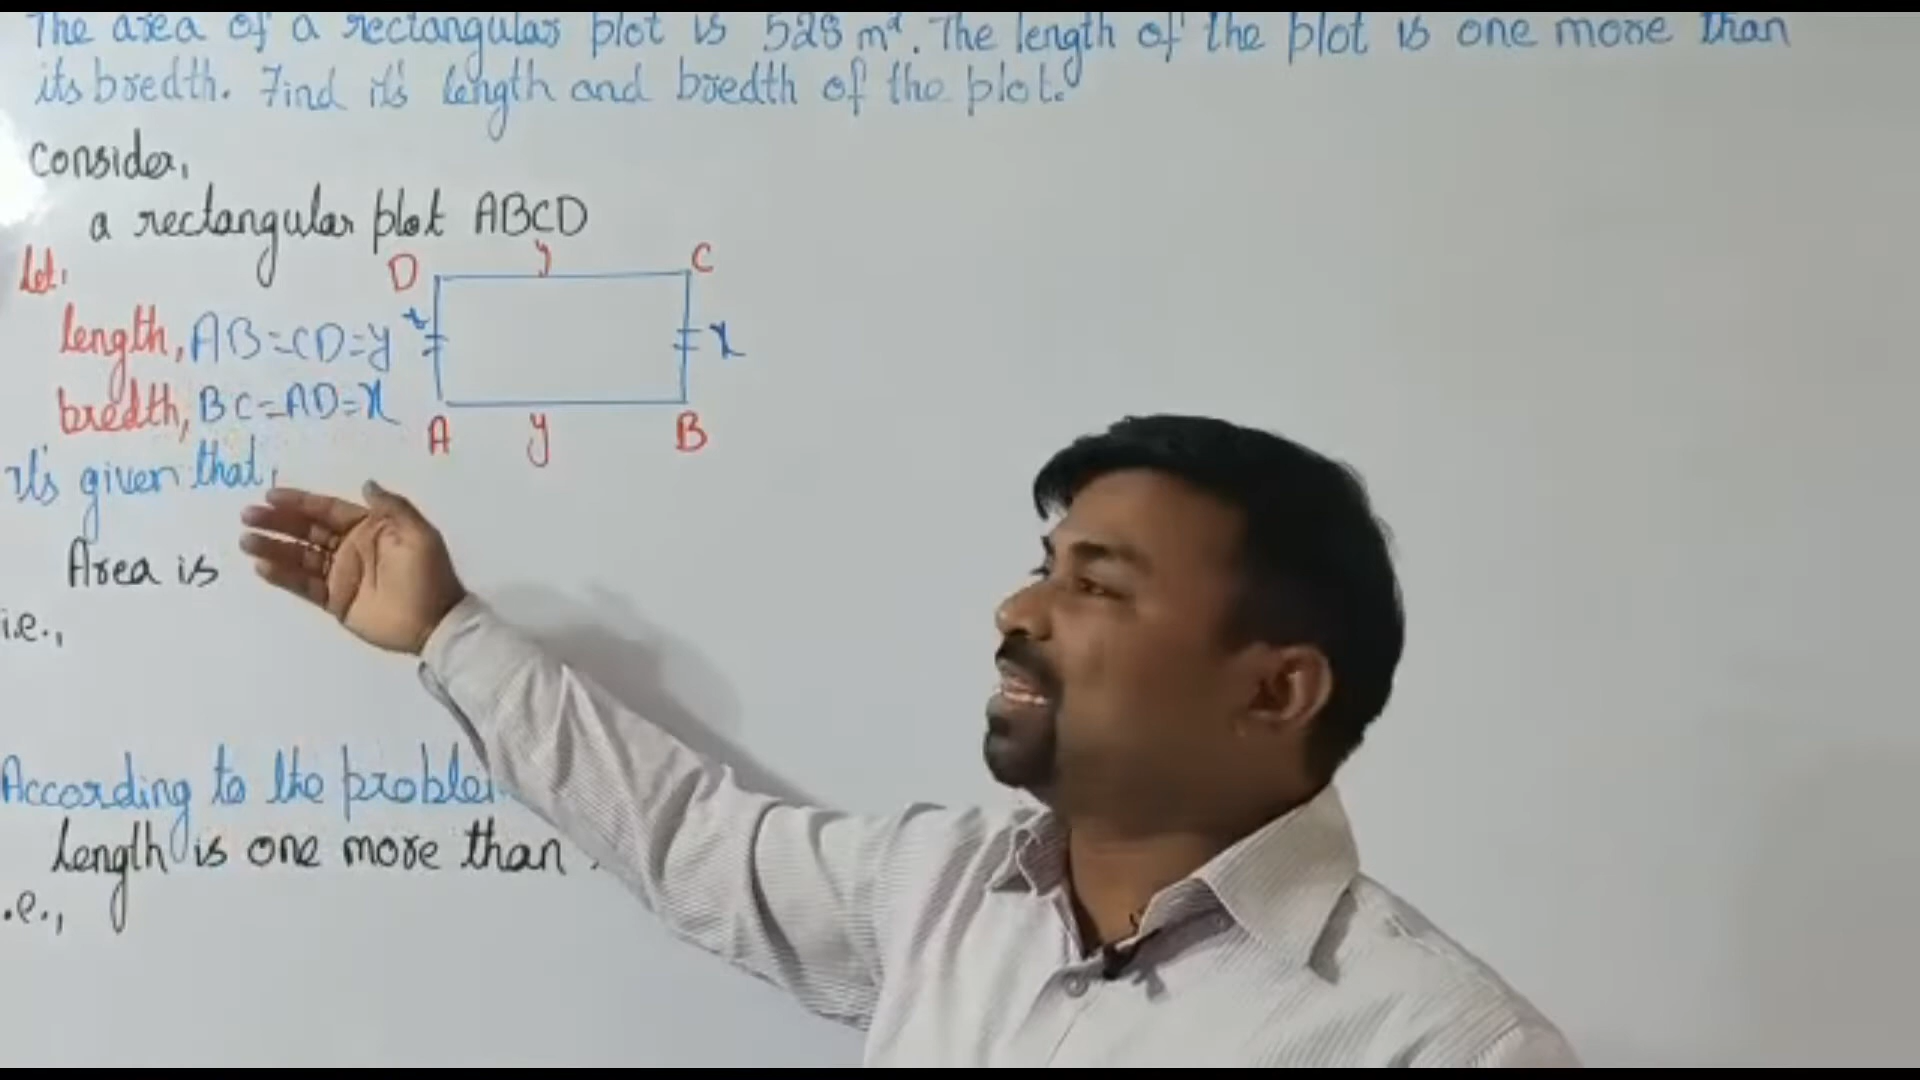 The area of a rectangular plot is 528 m². The length of the plot is one more than
its bredth. Find it's length and bredth of the plot.
Consider,
a rectangular plot ABCD
Let,
length, AB=CD=y
bredth, BC=AD=x
D y C
x x
A y B
it's given that,
Area is
i.e.,
According to the proble
length is one more than
.e.,